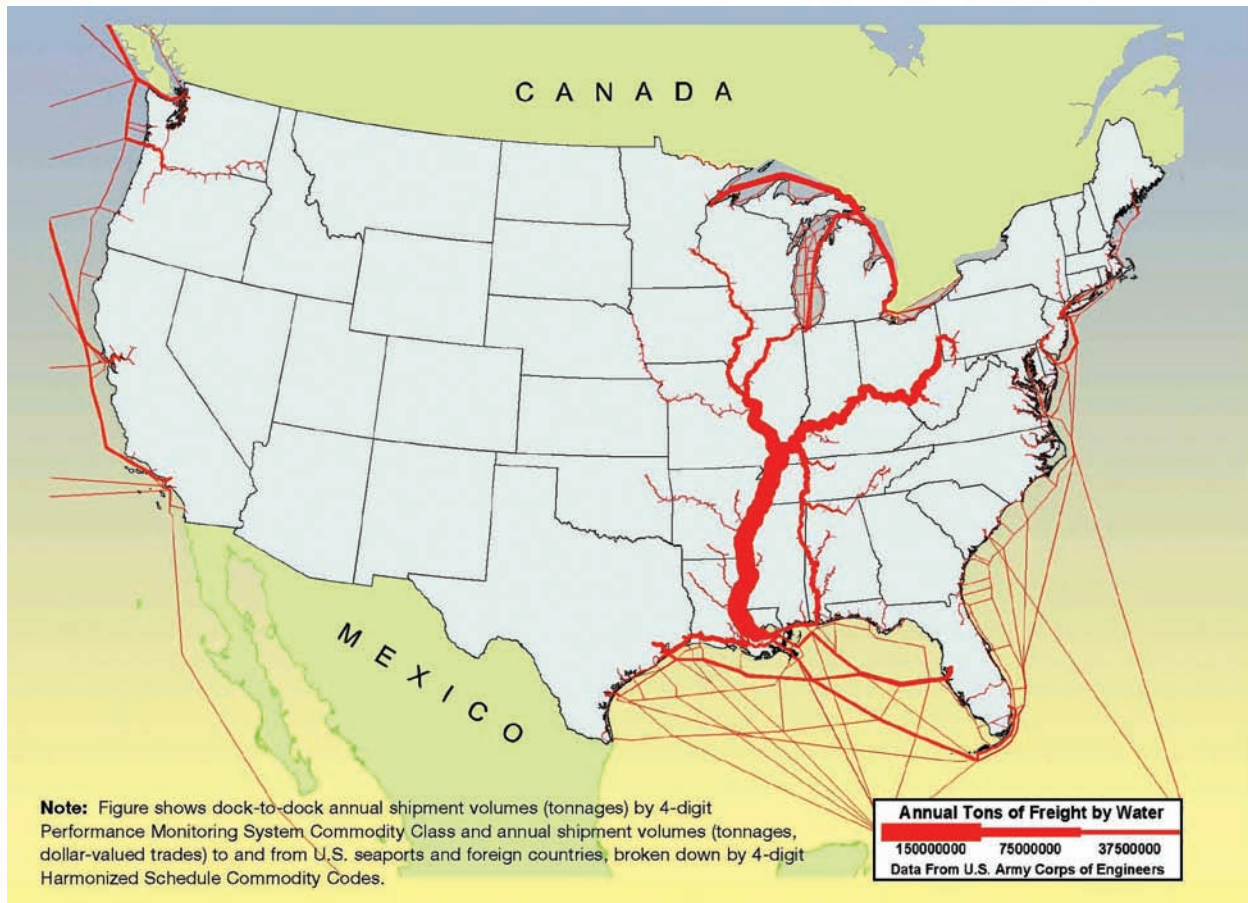 CANADA
MEXICO
Note: Figure shows dock-to-dock annual shipment volumes (tonnages) by 4-digit
Performance Monitoring System Commodity Class and annual shipment volumes (tonnages,
dollar-valued trades) to and from U.S. seaports and foreign countries, broken down by 4-digit
Harmonized Schedule Commodity Codes.
Annual Tons of Freight by Water
150000000 75000000 37500000
Data From U.S. Army Corps of Engineers